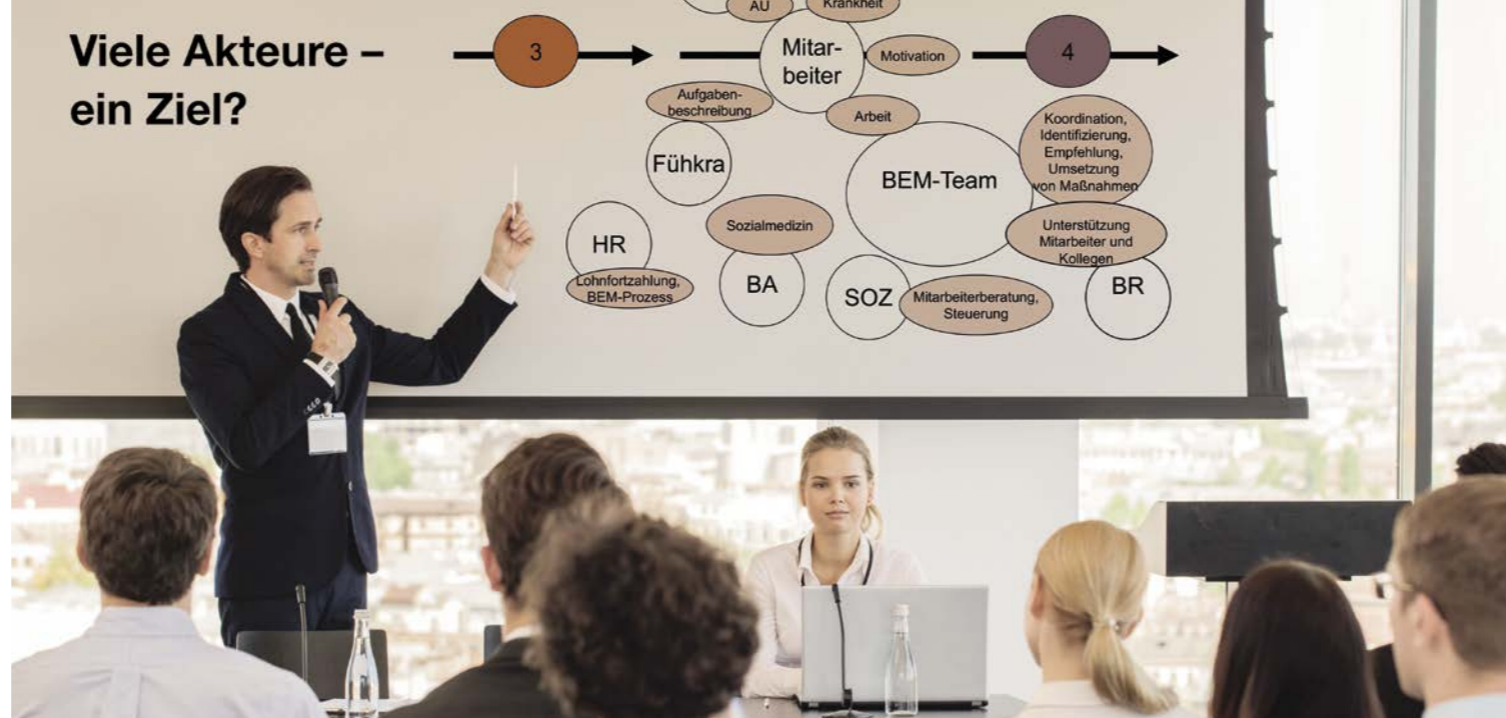 Viele Akteure –
ein Ziel?
3
AU
Krankheit
Mitar-
beiter
Motivation
4
Aufgaben-
beschreibung
Arbeit
Führkra
BEM-Team
Koordination,
Identifizierung,
Empfehlung,
Umsetzung
von Maßnahmen
HR
Lohnfortzahlung,
BEM-Prozess
Sozialmedizin
BA
SOZ
Mitarbeiterberatung,
Steuerung
Unterstützung
Mitarbeiter und
Kollegen
BR